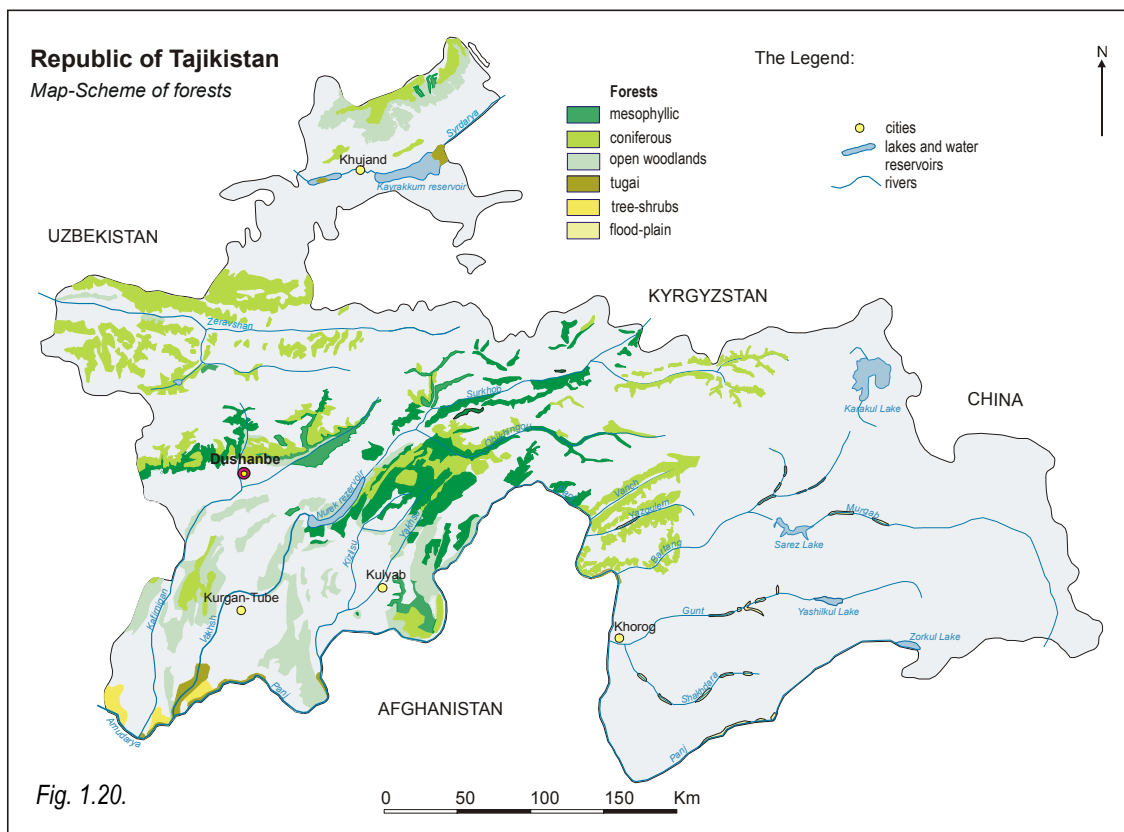 Republic of Tajikistan
Map-Scheme of forests
The Legend:
N
Forests
mesophyllic
coniferous
open woodlands
tugai
tree-shrubs
flood-plain
cities
lakes and water
reservoirs
rivers
Syrdarya
Khujand
Kayrakkum reservoir
UZBEKISTAN
KYRGYZSTAN
Zeravshan
Surkhob
Karakul Lake
CHINA
Dushanbe
Nurek reservoir
Vanch
Yazgulem
Murgab
Sarez Lake
Bartang
Yakhsu
Kizilsu
Kulyab
Kurgan-Tube
Kafirnigan
Vakhsh
Gunt
Yashilkul Lake
Khorog
Zorkul Lake
Shakhdara
Panj
AFGHANISTAN
Amudarya
Panj
Fig. 1.20.
0 50 100 150 Km